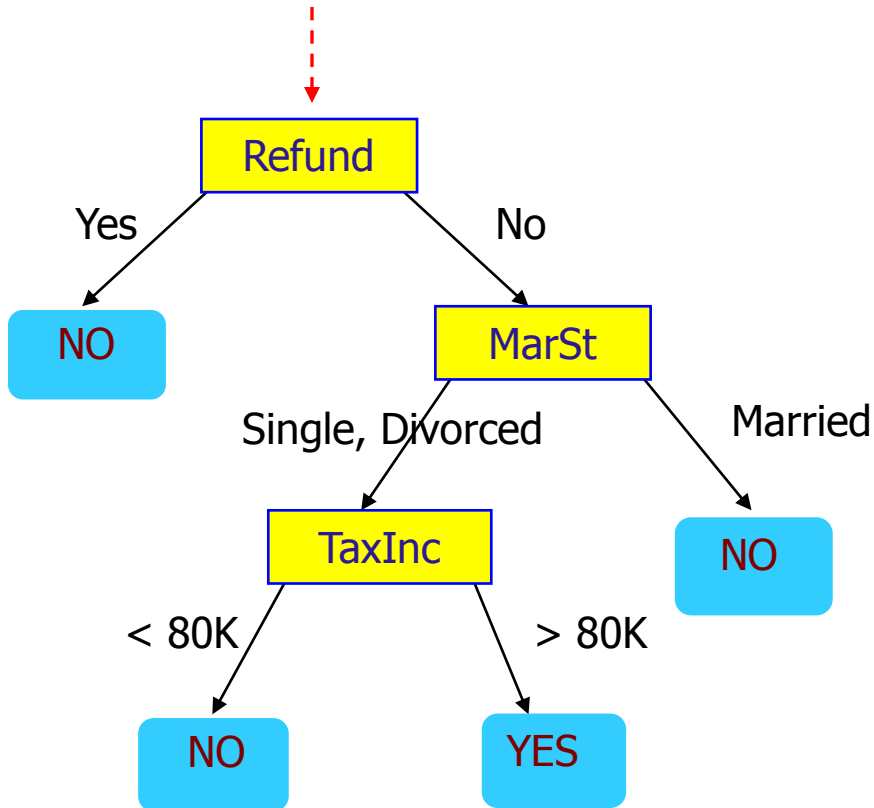 Refund
Yes
No
NO
MarSt
Single, Divorced
Married
TaxInc
NO
< 80K
> 80K
NO
YES